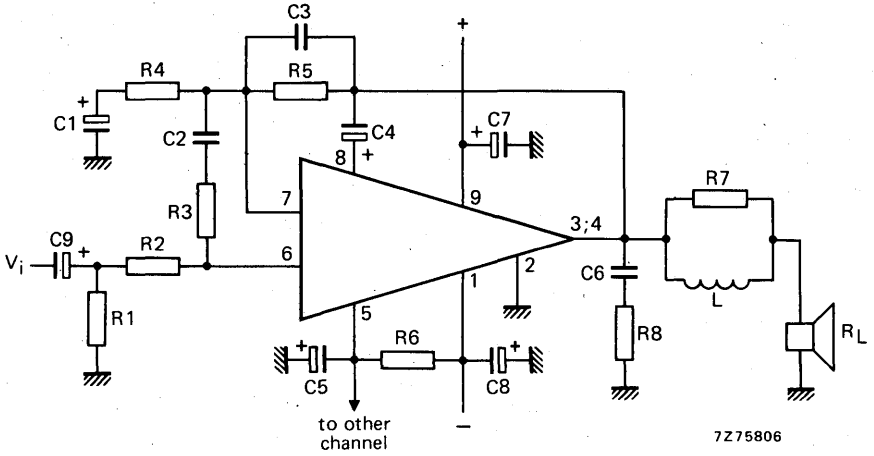 C3
+
R4
R5
+
C1
C2
C4
+
C7
8
+
9
R7
7
R3
3;4
C9
+
R2
6
Vi
2
C6
L
1
R1
5
R8
RL
+
R6
+
C5
C8
to other
channel
−
7Z75806